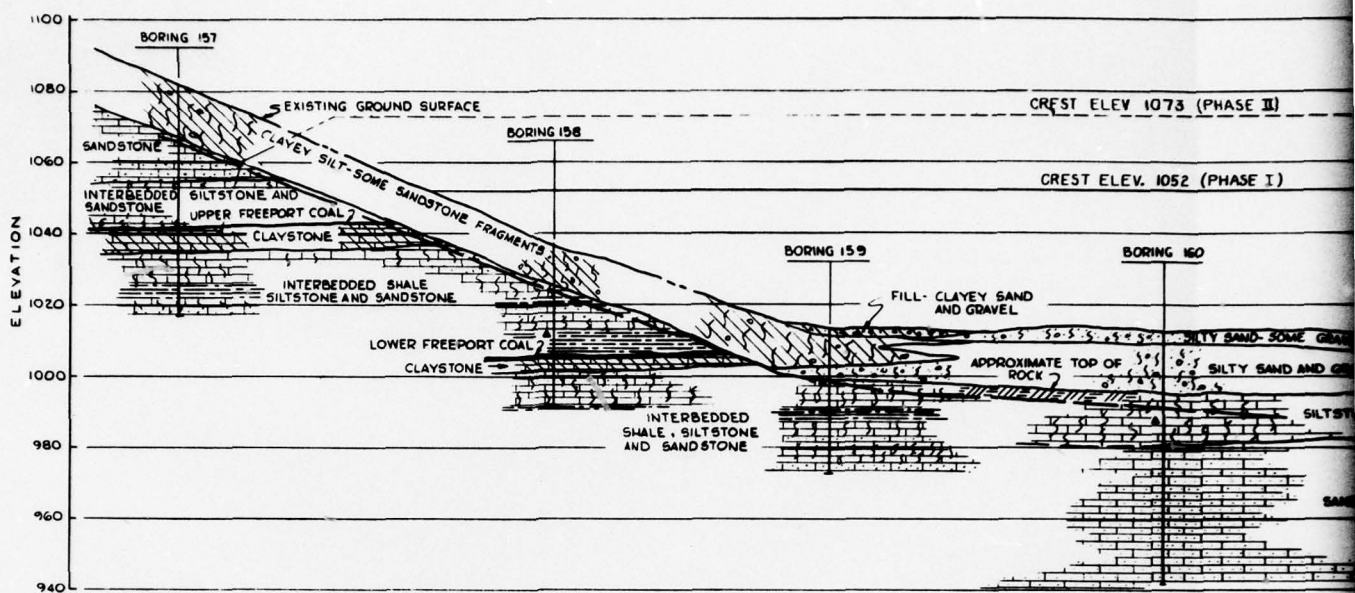 1100
BORING 157
1080
EXISTING GROUND SURFACE
CREST ELEV 1073 (PHASE II)
BORING 158
SANDSTONE
CLAYEY SILT-SOME SANDSTONE FRAGMENTS
1060
CREST ELEV. 1052 (PHASE I)
INTERBEDDED SILTSTONE AND
SANDSTONE
UPPER FREEPORT COAL
1040
CLAYSTONE
BORING 159
BORING 160
ELEVATION
INTERBEDDED SHALE
SILTSTONE AND SANDSTONE
FILL- CLAYEY SAND
AND GRAVEL
1020
LOWER FREEPORT COAL
SILTY SAND-SOME
CLAYSTONE
APPROXIMATE TOP OF
ROCK
SILTY SAND AND
1000
INTERBEDDED
SHALE, SILTSTONE
AND SANDSTONE
980
960
940